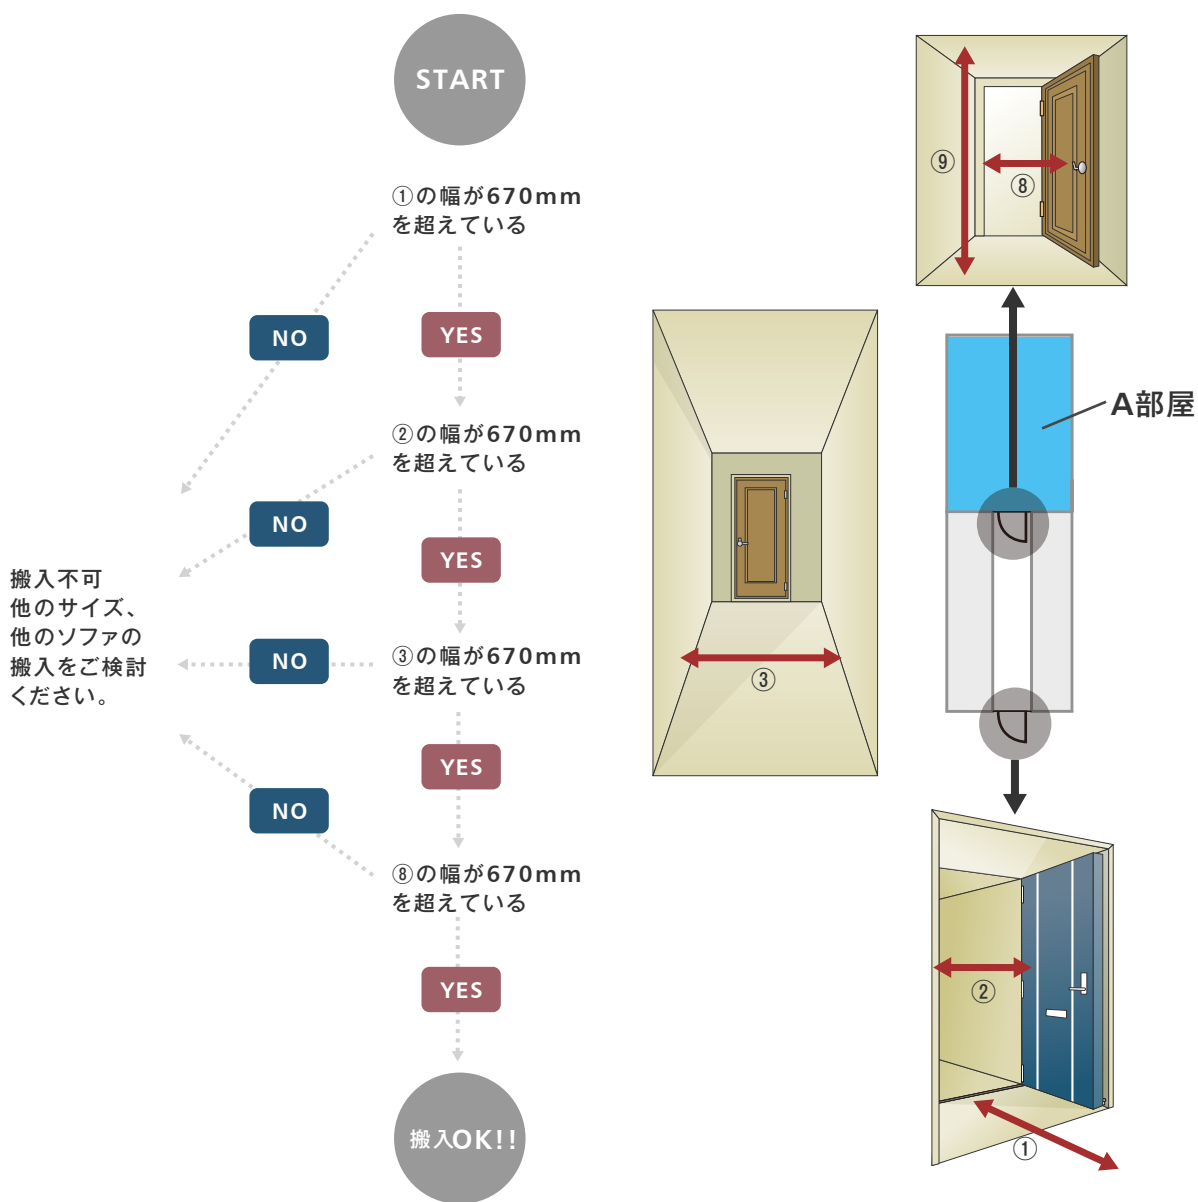 START
①の幅が670mm
を超えている
NO
YES
②の幅が670mm
を超えている
NO
YES
搬入不可
他のサイズ、
他のソファの
搬入をご検討
ください。
③の幅が670mm
を超えている
NO
YES
⑧の幅が670mm
を超えている
NO
YES
搬入OK!!
⑨
⑧
A部屋
③
②
①